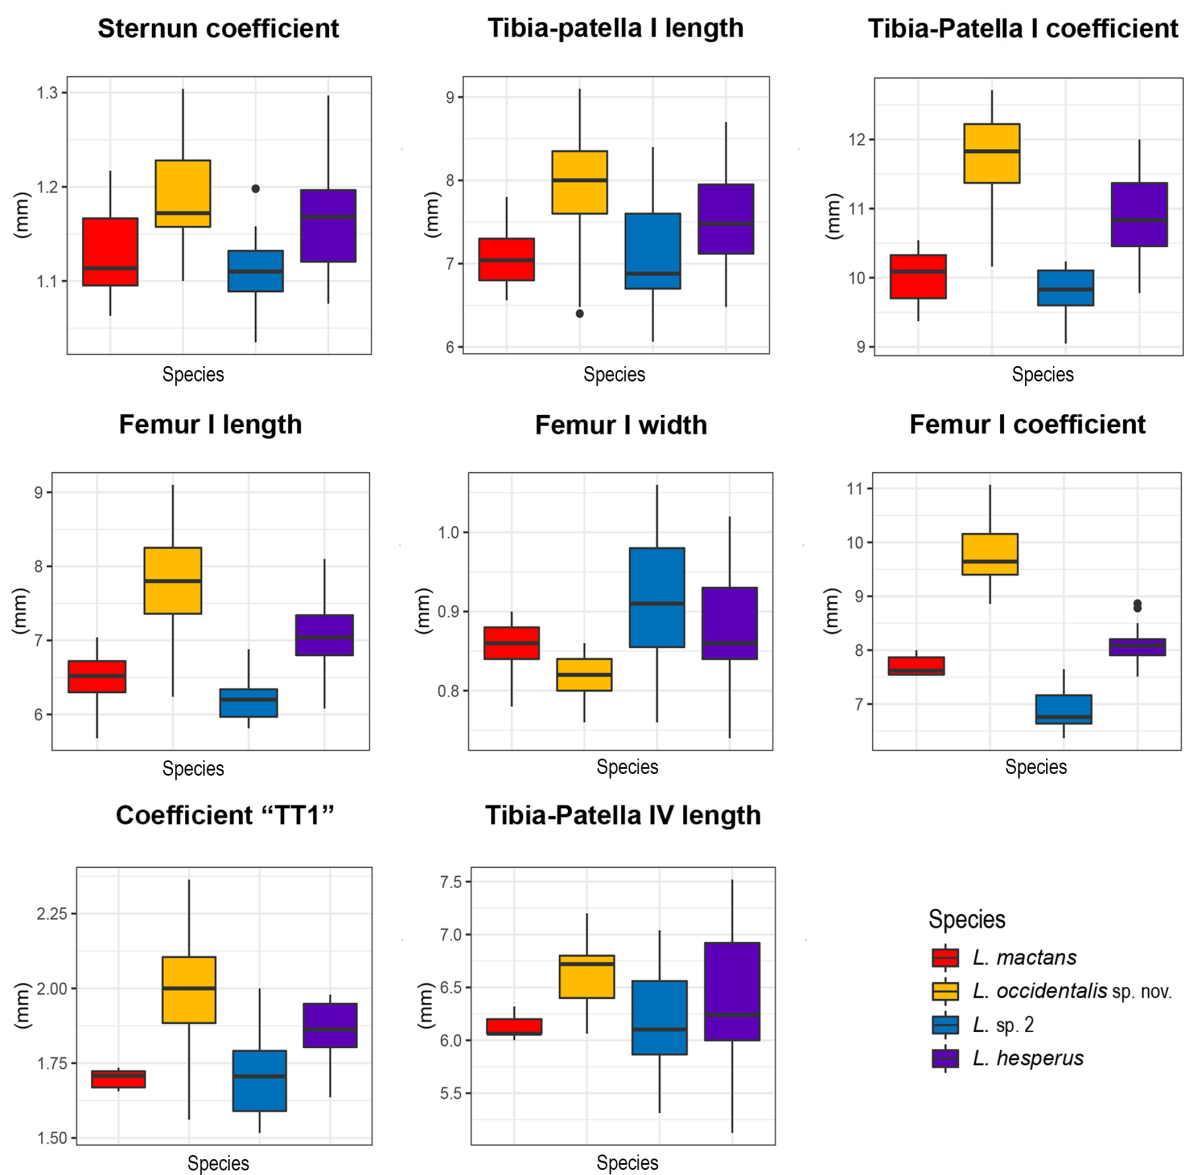 Sternun coefficient
Tibia-patella I length
Tibia-Patella I coefficient
1.3
1.2
1.1
(mm)
Species
9
8
7
6
(mm)
Species
12
11
10
9
(mm)
Species
Femur I length
Femur I width
Femur I coefficient
9
8
7
6
(mm)
Species
1.0
0.9
0.8
(mm)
Species
11
10
9
8
7
(mm)
Species
Coefficient “TT1”
Tibia-Patella IV length
2.25
2.00
1.75
1.50
(mm)
Species
7.5
7.0
6.5
6.0
5.5
(mm)
Species
Species
L. mactans
L. occidentalis sp. nov.
L. sp. 2
L. hesperus